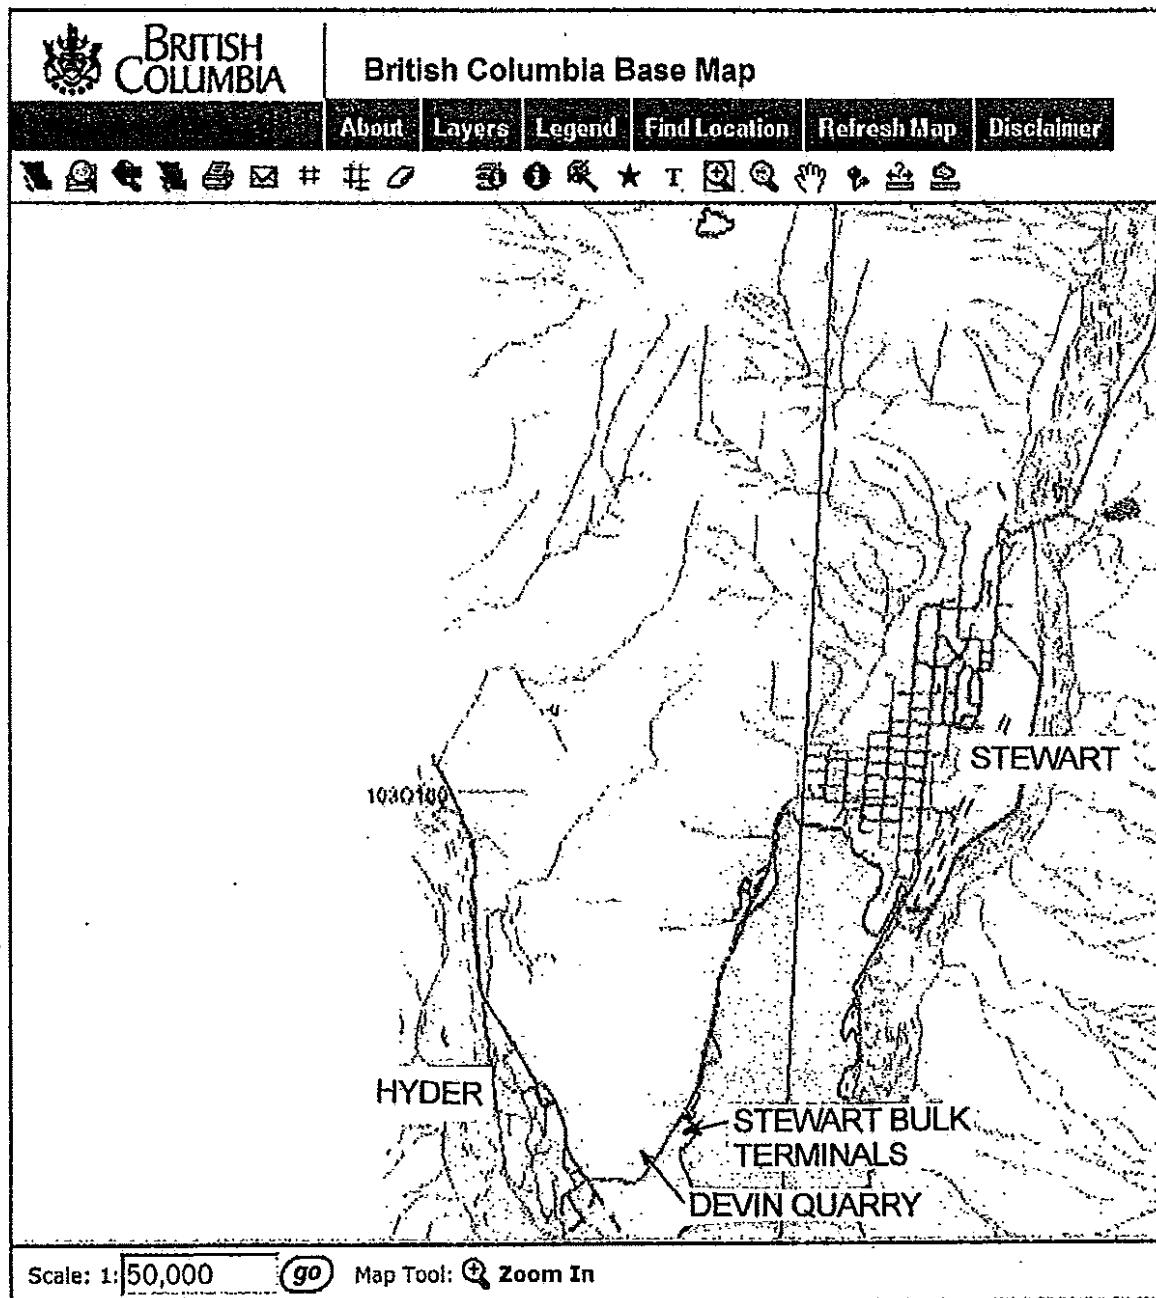 BRITISH
COLUMBIA
British Columbia Base Map
About Layers Legend Find Location Refresh Map Disclaimer
T
STEWART
103O100
HYDER
STEWART BULK
TERMINALS
DEVIN QUARRY
Scale: 1: 50,000 go Map Tool: Zoom In